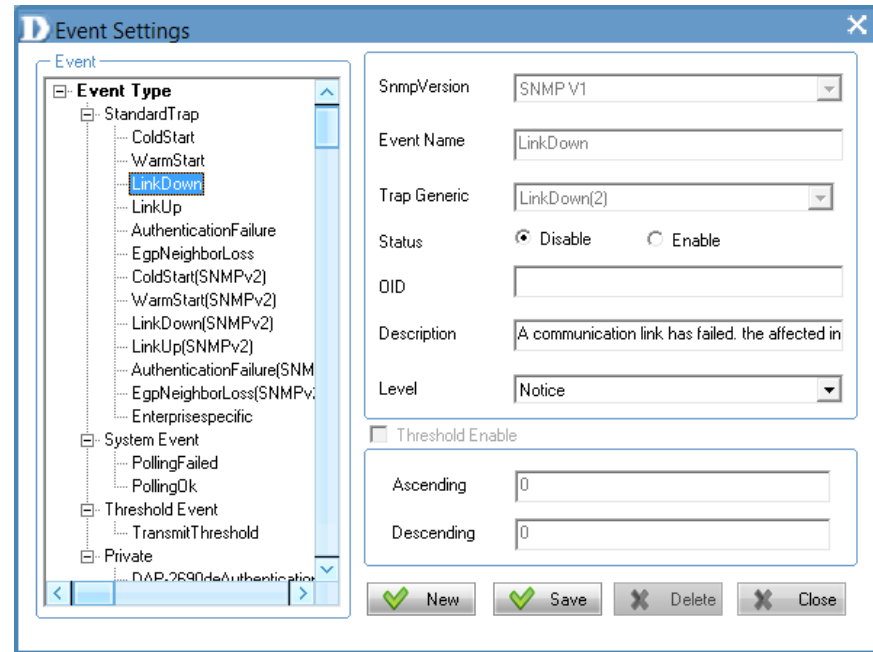 D Event Settings
Event
Event Type
StandardTrap
ColdStart
WarmStart
LinkDown
LinkUp
AuthenticationFailure
EgpNeighborLoss
ColdStart(SNMPv2)
WarmStart(SNMPv2)
LinkDown(SNMPv2)
LinkUp(SNMPv2)
AuthenticationFailure(SNM
EgpNeighborLoss(SNMPv
Enterprisespecific
System Event
PollingFailed
PollingOk
Threshold Event
TransmitThreshold
Private
DAP-2690deAuthentication
SnmpVersion SNMP V1
Event Name LinkDown
Trap Generic LinkDown(2)
Status Disable Enable
OID
Description A communication link has failed. the affected in
Level Notice
Threshold Enable
Ascending 0
Descending 0
New Save Delete Close